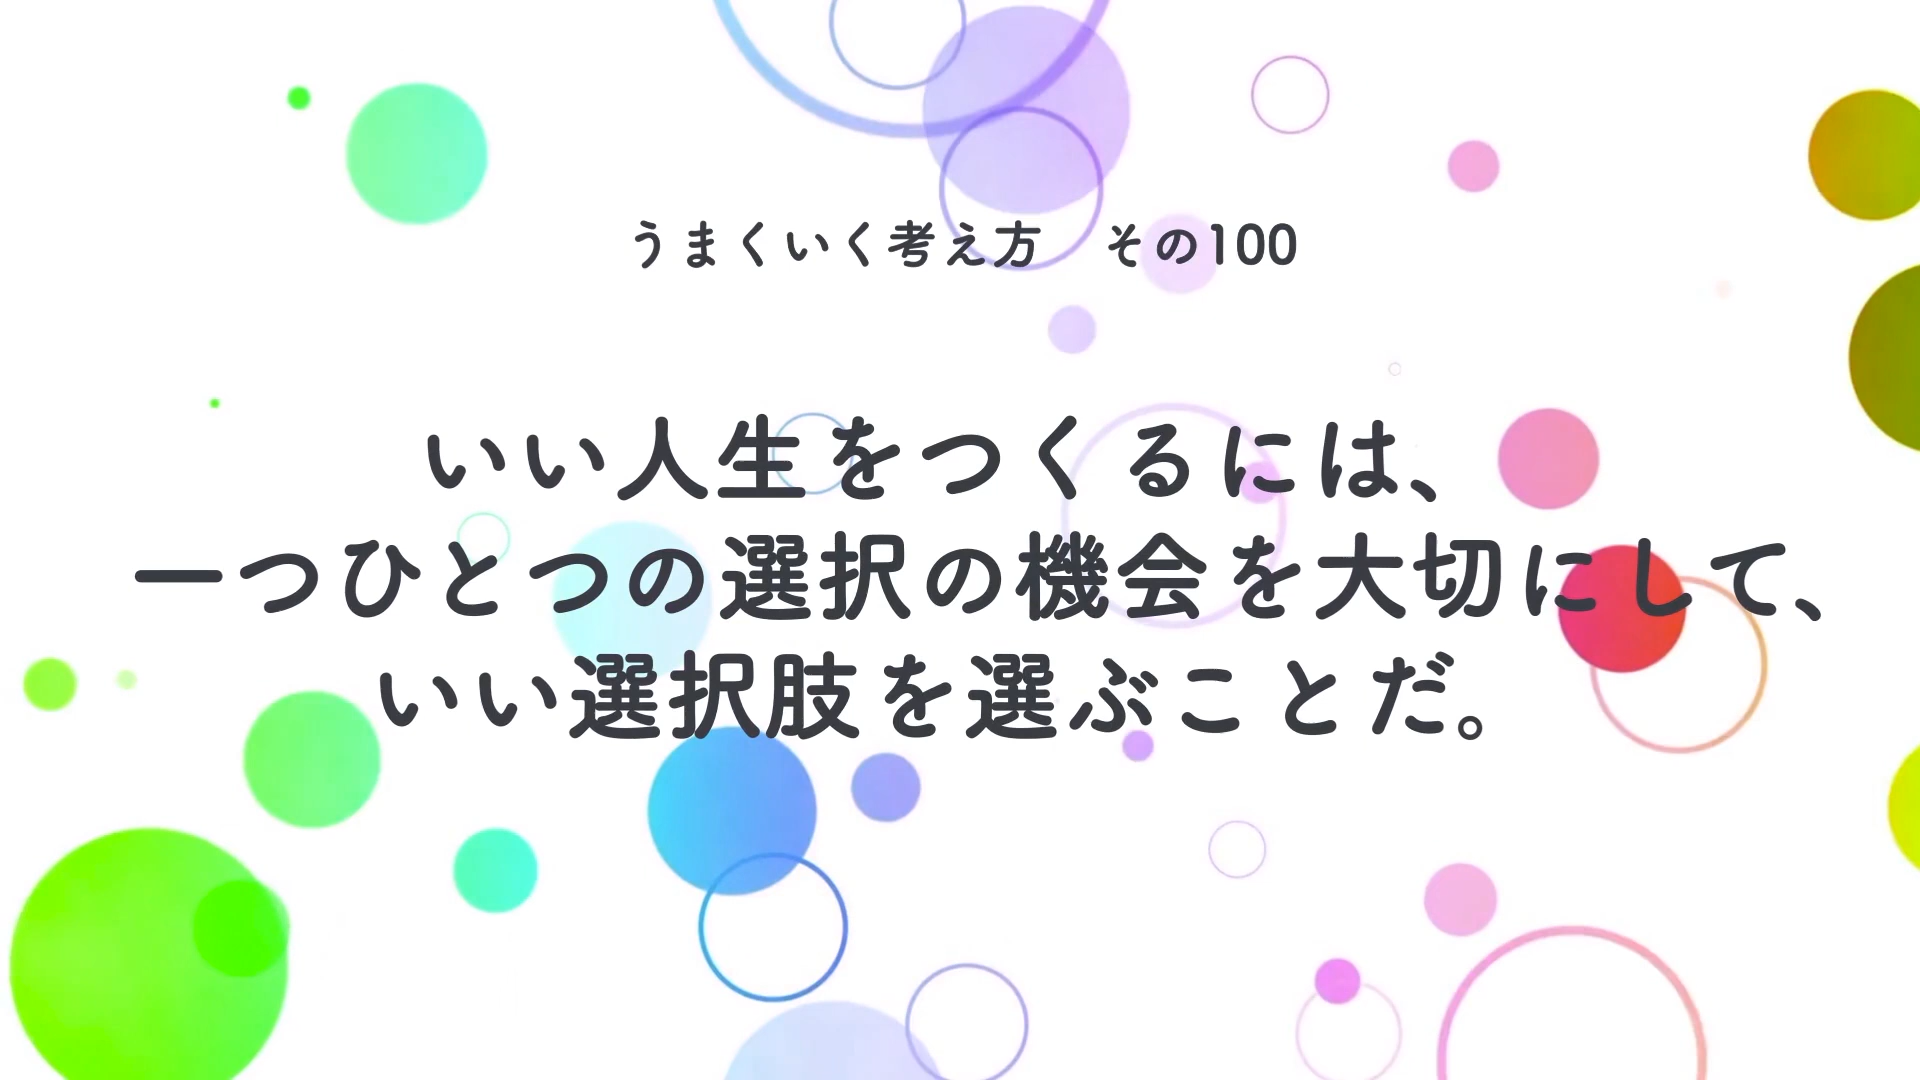 うまくいく考え方　その100
いい人生をつくるには、
一つひとつの選択の機会を大切にして、
いい選択肢を選ぶことだ。